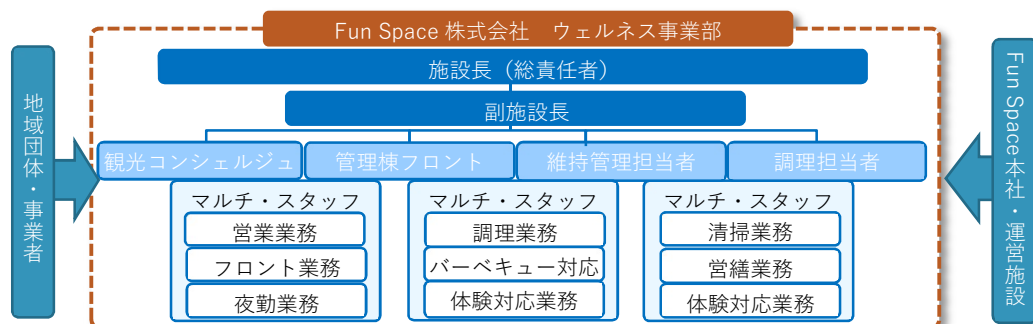 Fun Space 株式会社　ウェルネス事業部
施設長（総責任者）
副施設長
観光コンシェルジュ
管理棟フロント
維持管理担当者
調理担当者
マルチ・スタッフ
営業業務
フロント業務
夜勤業務
マルチ・スタッフ
調理業務
バーベキュー対応
体験対応業務
マルチ・スタッフ
清掃業務
営繕業務
体験対応業務
地域団体・事業者
Fun Space本社・運営施設